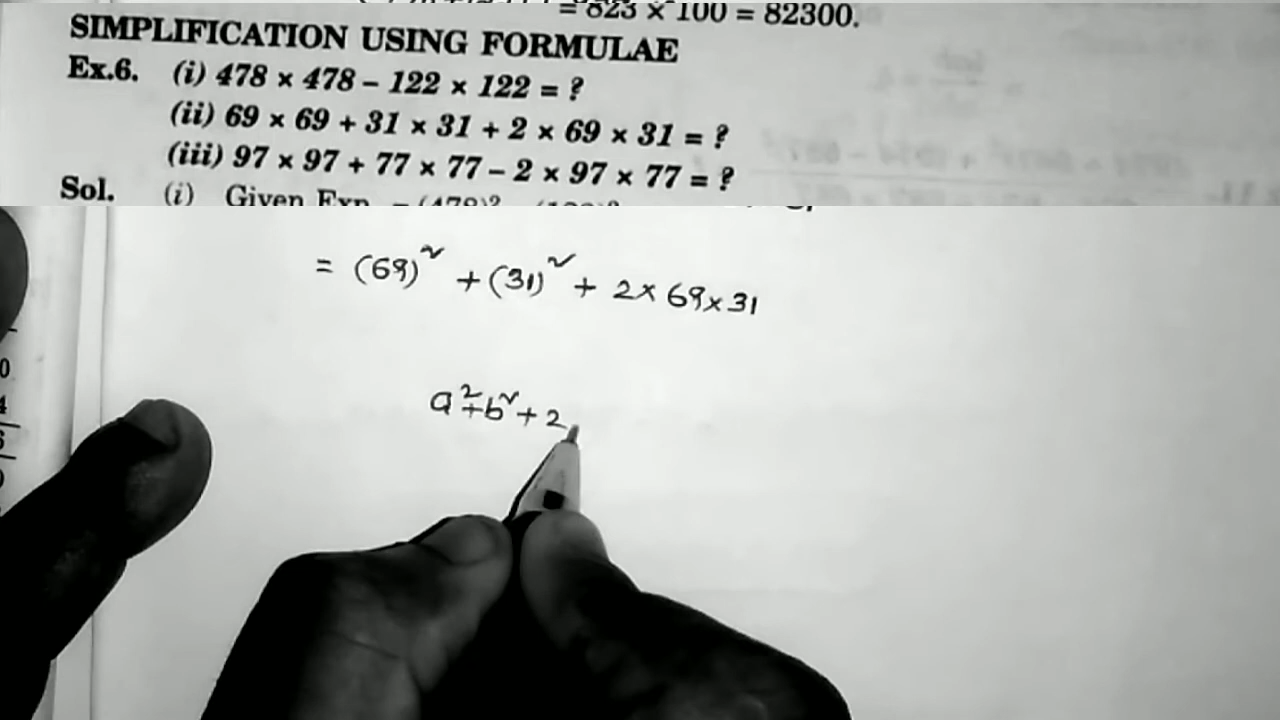 = 823 × 100 = 82300.
SIMPLIFICATION USING FORMULAE
Ex.6. (i) 478 × 478 – 122 × 122 = ?
(ii) 69 × 69 + 31 × 31 + 2 × 69 × 31 = ?
(iii) 97 × 97 + 77 × 77 – 2 × 97 × 77 = ?
Sol. (i) Given Exp.
= (69)² + (31)² + 2 × 69 × 31
a² + b² + 2